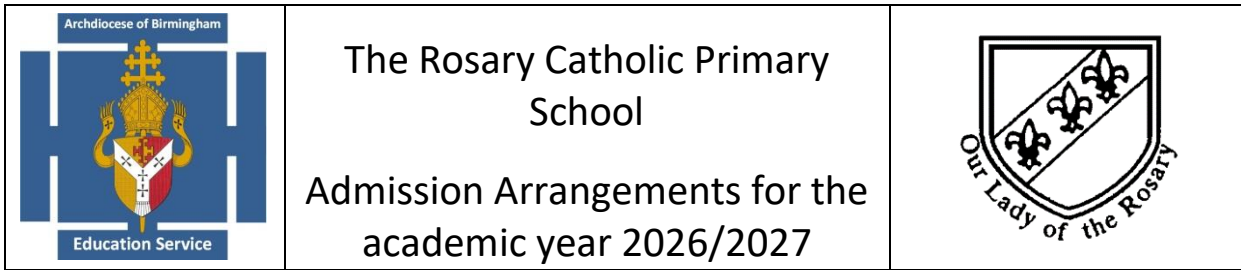 Archdiocese of Birmingham
Education Service
The Rosary Catholic Primary
School
Admission Arrangements for the
academic year 2026/2027
Our Lady of the Rosary